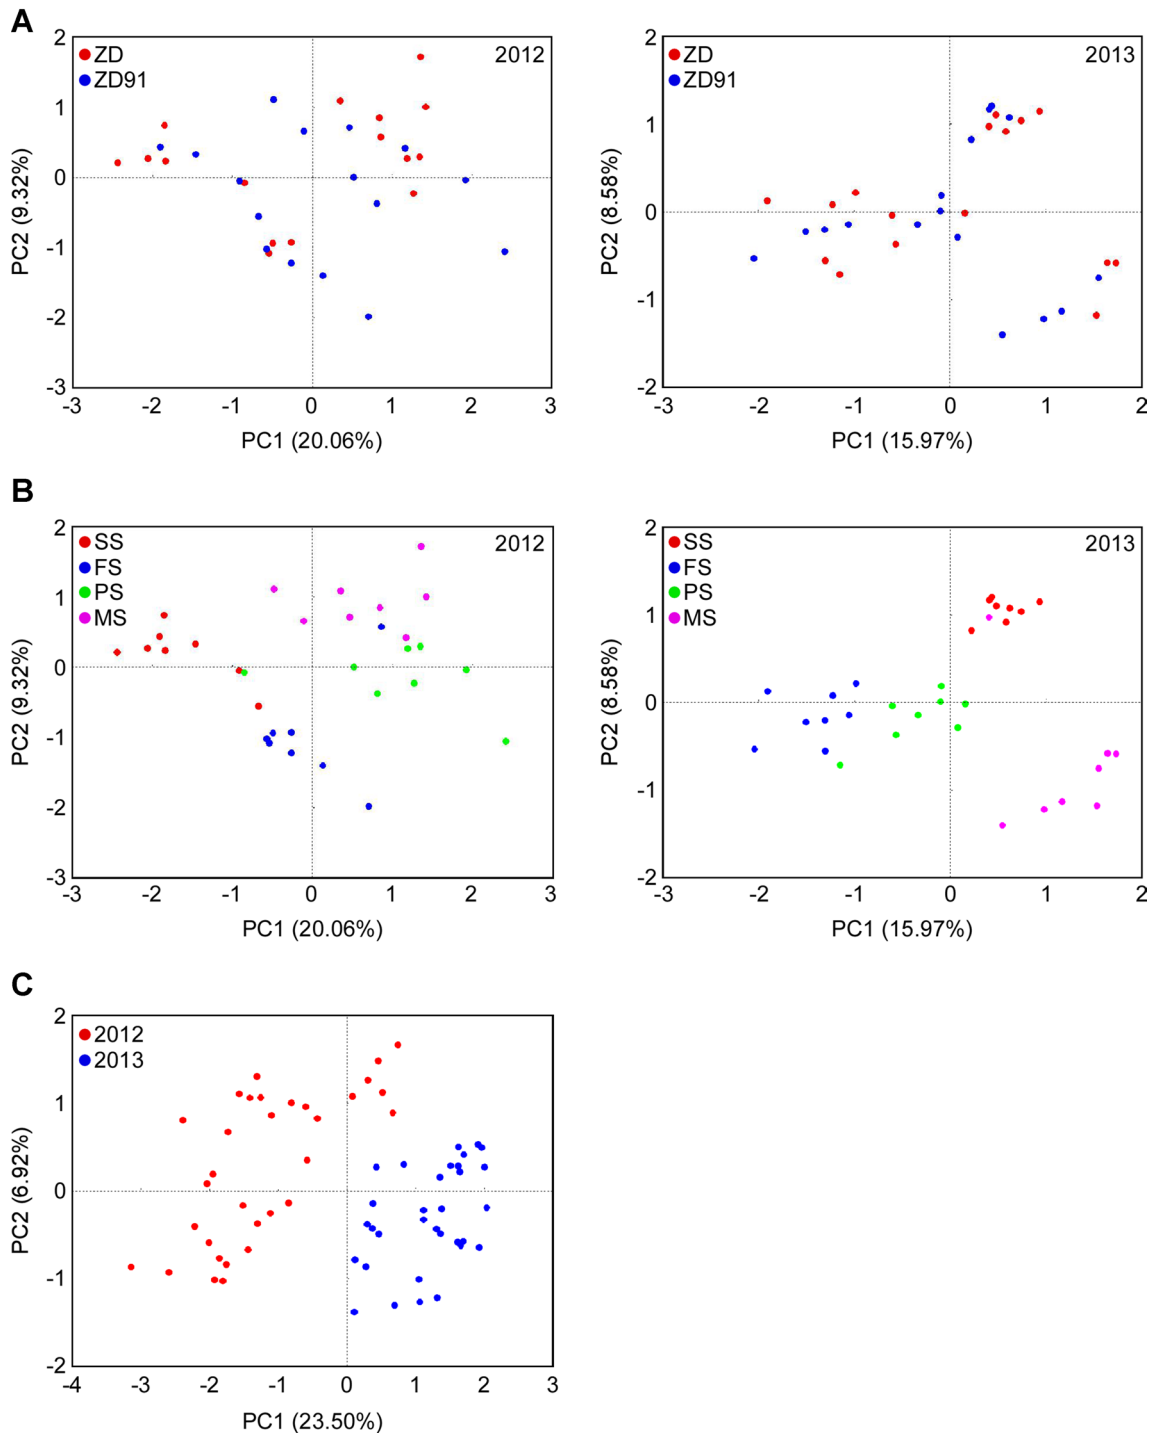 A
ZD
ZD91
2012
2
1
0
-1
-2
-3
PC2 (9.32%)
-3 -2 -1 0 1 2 3
PC1 (20.06%)
ZD
ZD91
2013
2
1
0
-1
-2
PC2 (8.58%)
-3 -2 -1 0 1 2
PC1 (15.97%)
B
SS
FS
PS
MS
2012
2
1
0
-1
-2
-3
PC2 (9.32%)
-3 -2 -1 0 1 2 3
PC1 (20.06%)
SS
FS
PS
MS
2013
2
1
0
-1
-2
PC2 (8.58%)
-3 -2 -1 0 1 2
PC1 (15.97%)
C
2012
2013
2
1
0
-1
-2
PC2 (6.92%)
-4 -3 -2 -1 0 1 2 3
PC1 (23.50%)